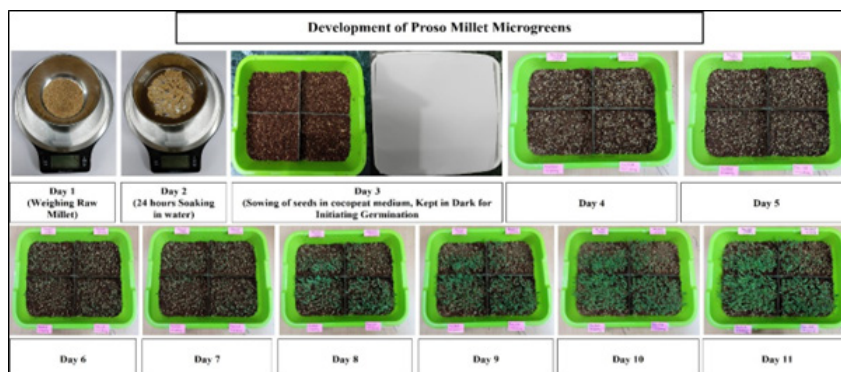 Development of Proso Millet Microgreens
Day 1
(Weighing Raw
Millet)
Day 2
(24 hours Soaking
in water)
Day 3
(Sowing of seeds in cocopeat medium, Kept in Dark for
Initiating Germination
Day 4
Day 5
Day 6
Day 7
Day 8
Day 9
Day 10
Day 11